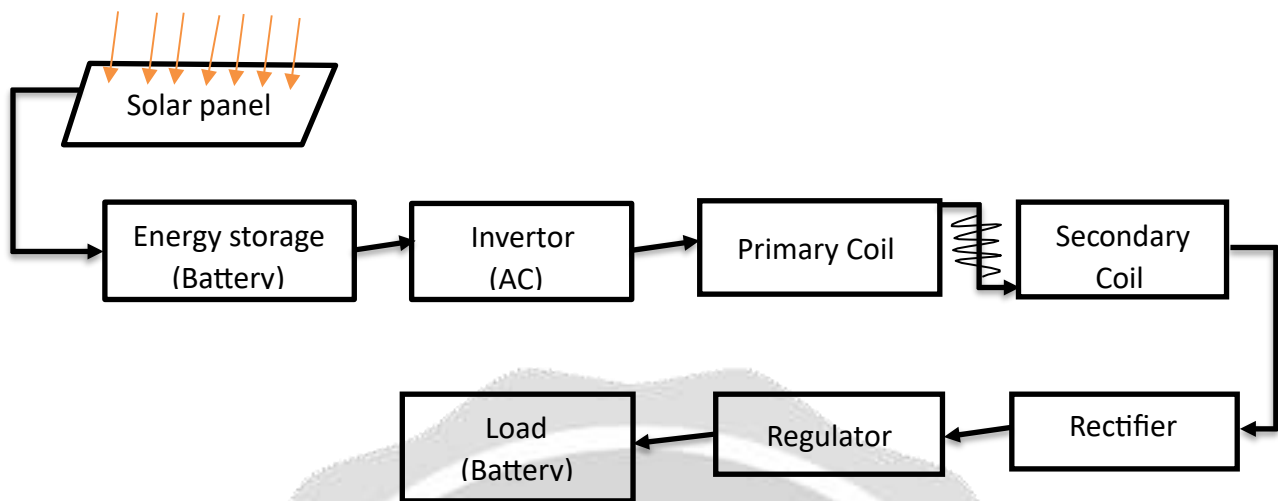 Solar panel
Energy storage
(Battery)
Invertor
(AC)
Primary Coil
Secondary
Coil
Load
(Battery)
Regulator
Rectifier